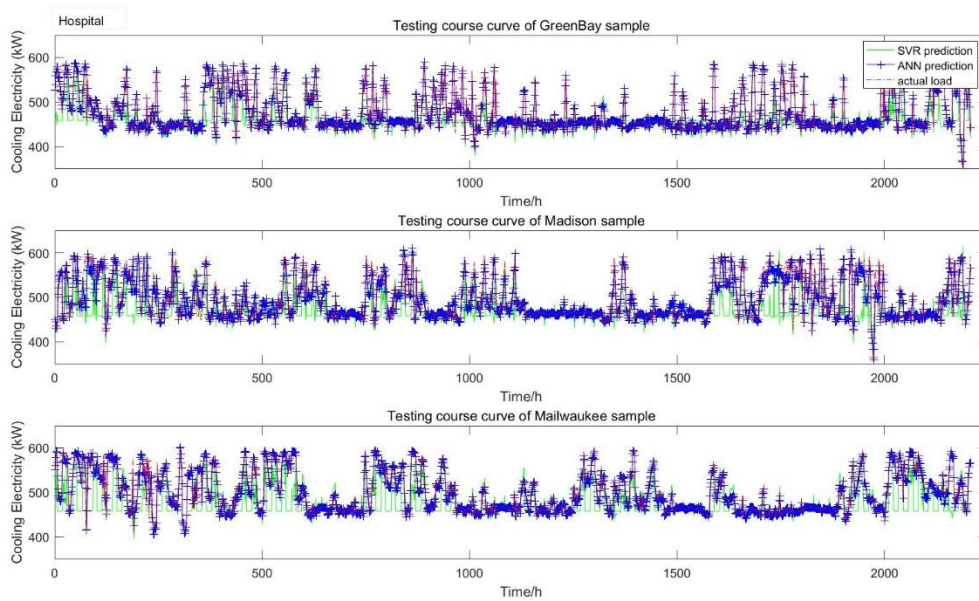 Hospital
Testing course curve of GreenBay sample
Cooling Electricity (kW)
600
500
400
SVR prediction
ANN prediction
actual load
0 500 1000 1500 2000
Time/h
Testing course curve of Madison sample
Cooling Electricity (kW)
600
500
400
0 500 1000 1500 2000
Time/h
Testing course curve of Mailwaukee sample
Cooling Electricity (kW)
600
500
400
0 500 1000 1500 2000
Time/h